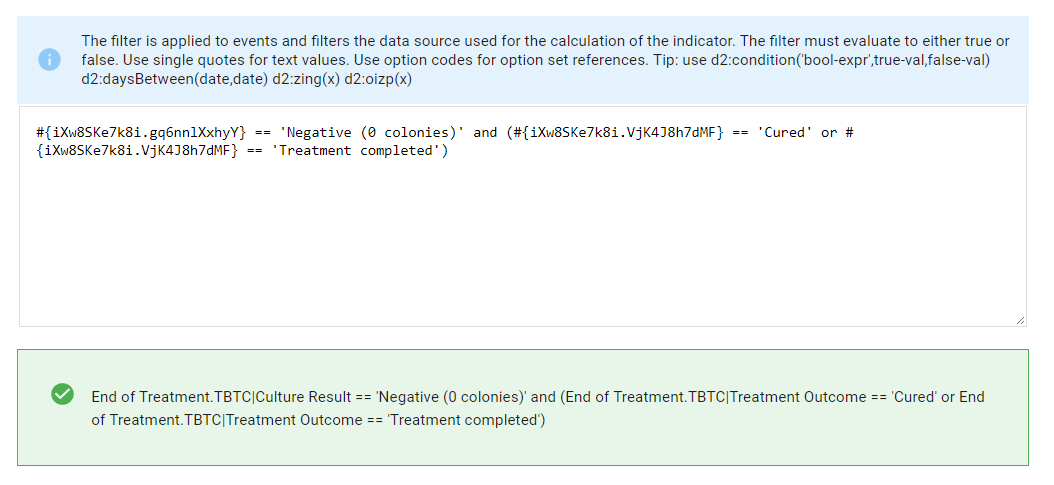 The filter is applied to events and filters the data source used for the calculation of the indicator. The filter must evaluate to either true or
false. Use single quotes for text values. Use option codes for option set references. Tip: use d2:condition('bool-expr',true-val,false-val)
d2:daysBetween(date,date) d2:zing(x) d2:oizp(x)
#{iXw8SKe7k8i.gq6nnlXxhyY} == 'Negative (0 colonies)' and (#{iXw8SKe7k8i.VjK4J8h7dMF} == 'Cured' or #
{iXw8SKe7k8i.VjK4J8h7dMF} == 'Treatment completed')
End of Treatment.TBTC|Culture Result == 'Negative (0 colonies)' and (End of Treatment.TBTC|Treatment Outcome == 'Cured' or End
of Treatment.TBTC|Treatment Outcome == 'Treatment completed')